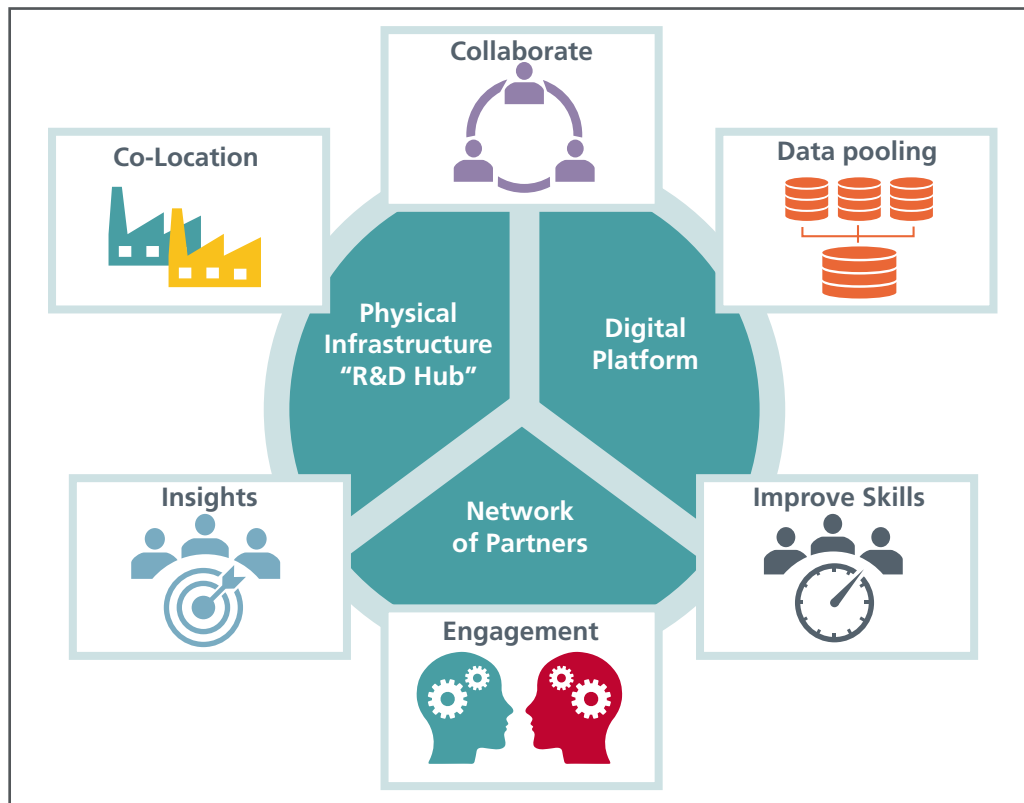 Collaborate
Co-Location
Data pooling
Physical
Infrastructure
“R&D Hub”
Digital
Platform
Insights
Network
of Partners
Improve Skills
Engagement